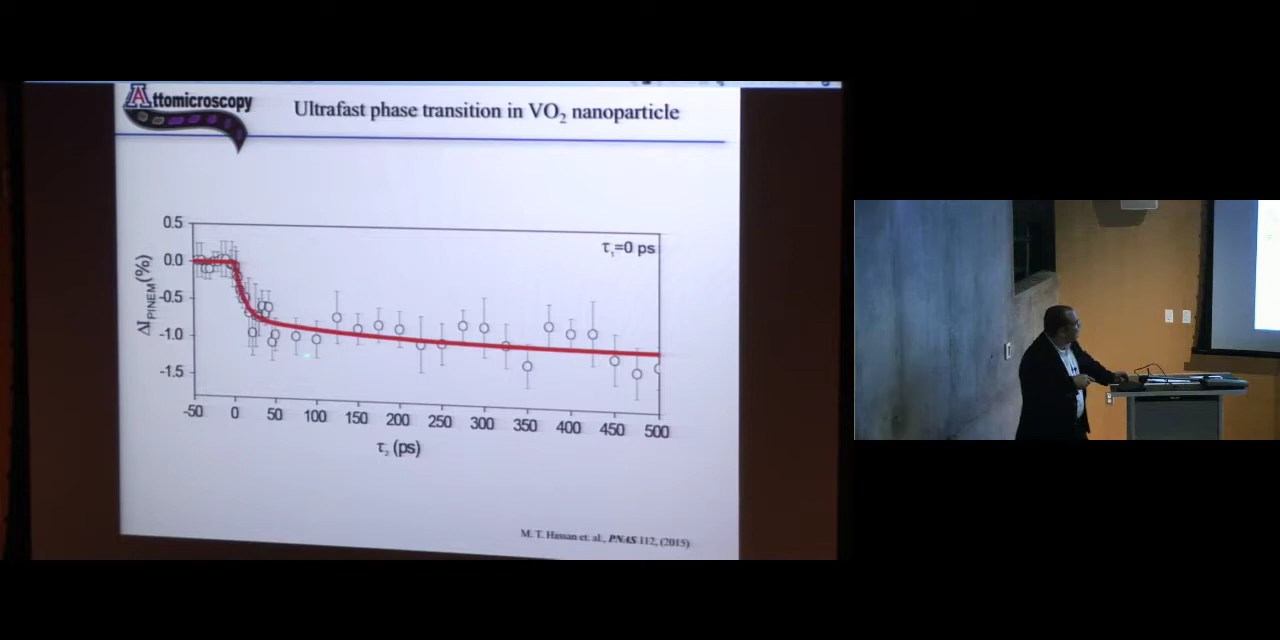 Attomicroscopy
Ultrafast phase transition in VO₂ nanoparticle
0.5
0.0
-0.5
-1.0
-1.5
ΔI_PINEM(%)
τ₁=0 ps
-50 0 50 100 150 200 250 300 350 400 450 500
τ₂ (ps)
M. T. Hassan et. al., PNAS 112, (2015)